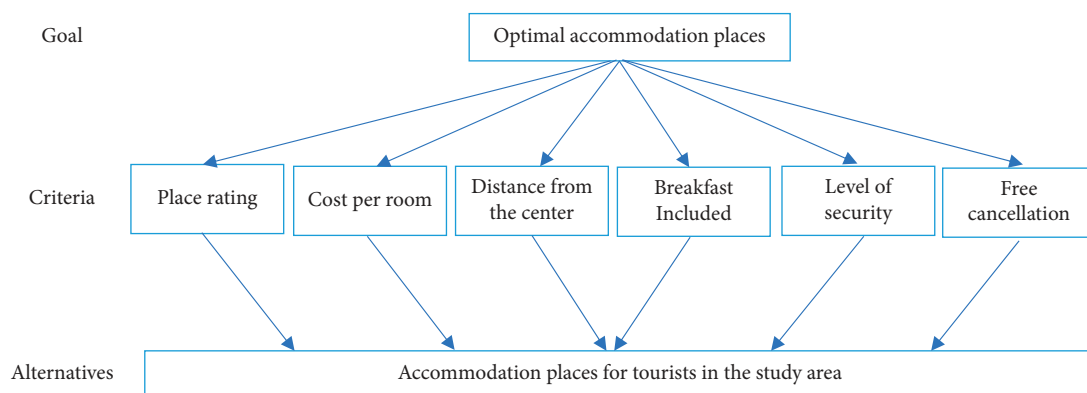 Goal
Optimal accommodation places
Criteria
Place rating
Cost per room
Distance from
the center
Breakfast
Included
Level of
security
Free
cancellation
Alternatives
Accommodation places for tourists in the study area